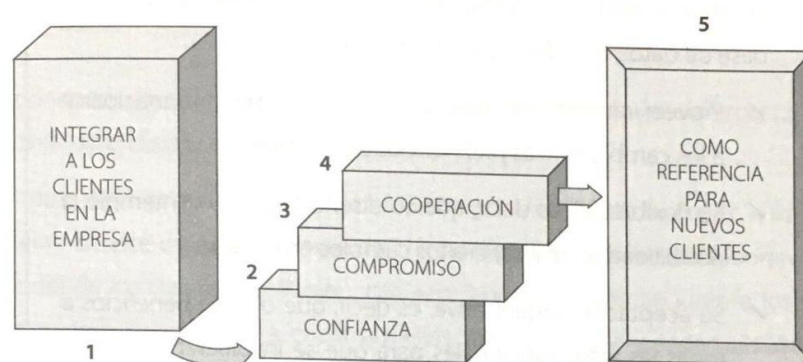 1
INTEGRAR
A LOS
CLIENTES
EN LA
EMPRESA
2
CONFIANZA
3
COMPROMISO
4
COOPERACIÓN
5
COMO
REFERENCIA
PARA
NUEVOS
CLIENTES